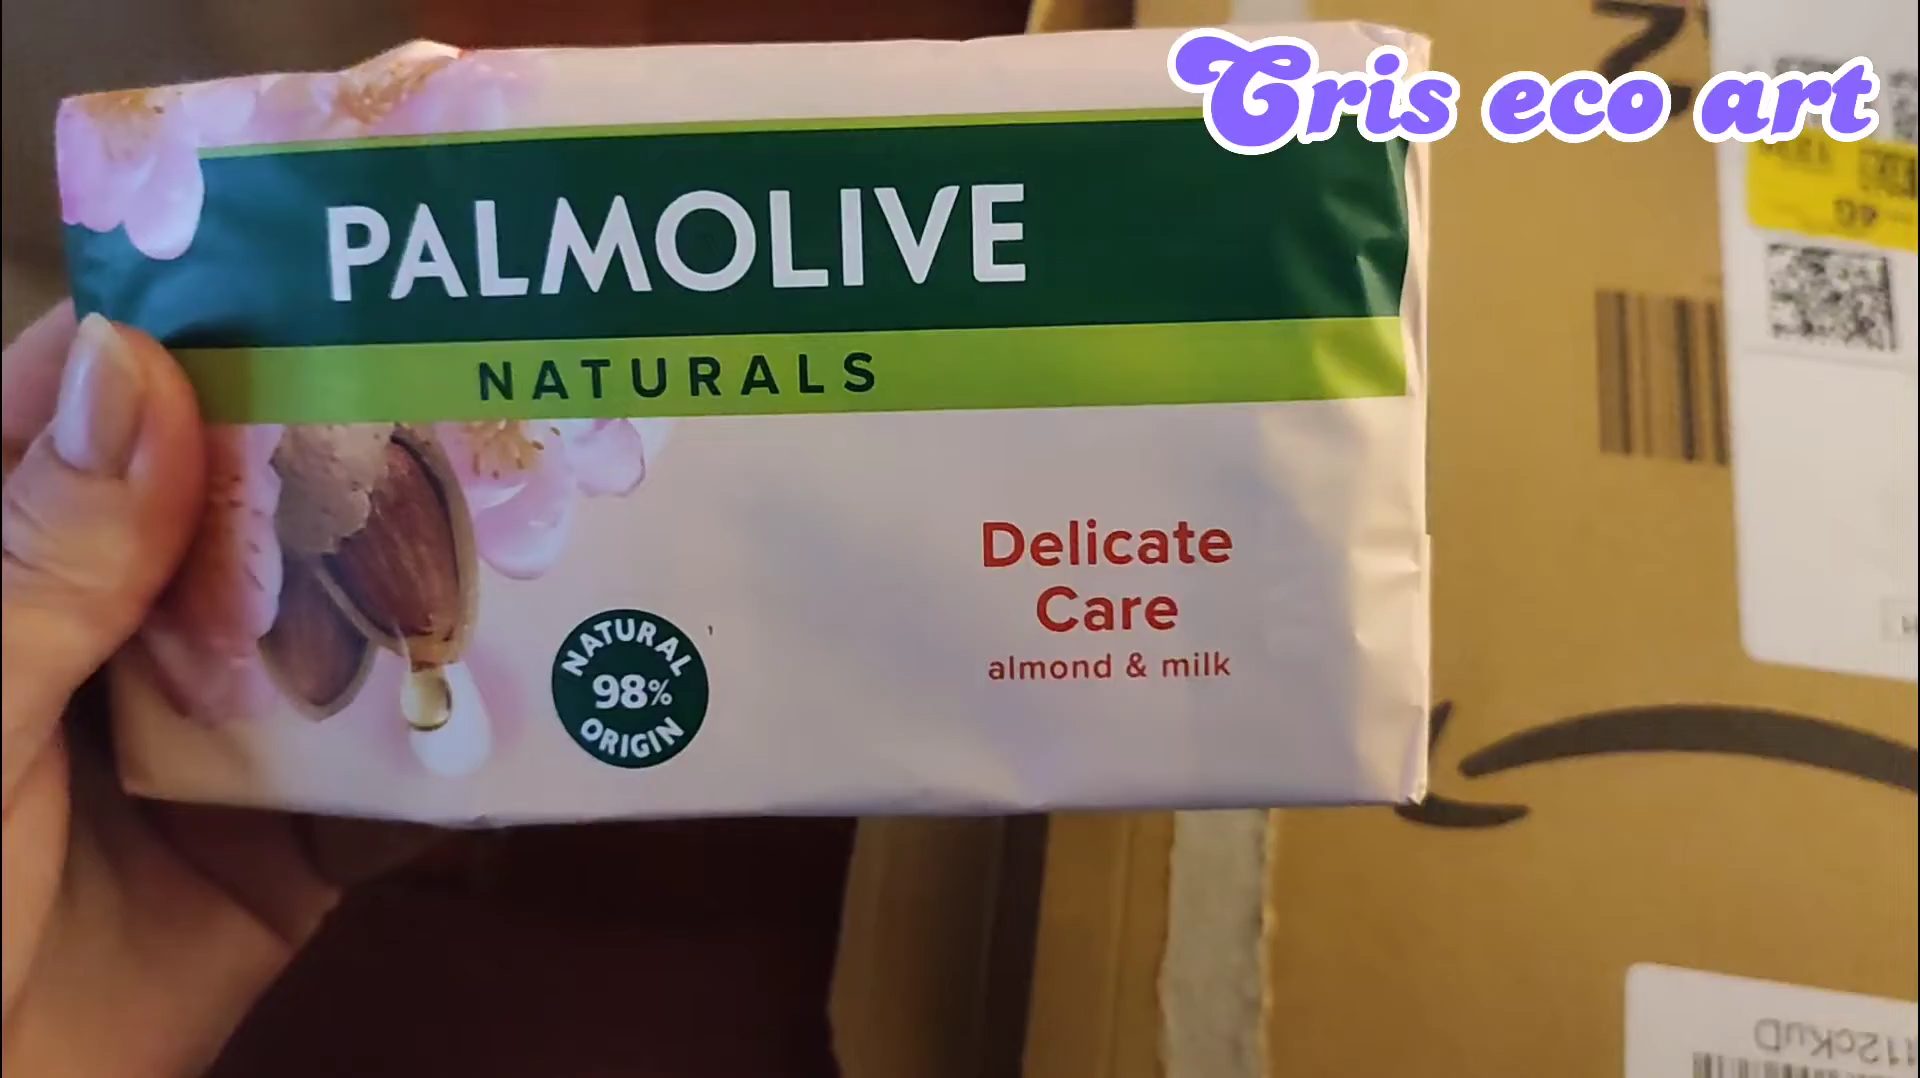 Cris eco art
PALMOLIVE
NATURALS
Delicate
Care
almond & milk
NATURAL
98%
ORIGIN